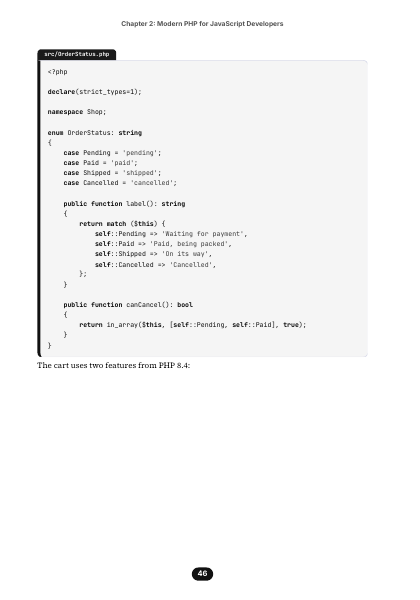 Chapter 2: Modern PHP for JavaScript Developers
src/OrderStatus.php
<?php
declare(strict_types=1);
namespace Shop;
enum OrderStatus: string
{
    case Pending = 'pending';
    case Paid = 'paid';
    case Shipped = 'shipped';
    case Cancelled = 'cancelled';
    public function label(): string
    {
        return match ($this) {
            self::Pending => 'Waiting for payment',
            self::Paid => 'Paid, being packed',
            self::Shipped => 'On its way',
            self::Cancelled => 'Cancelled',
        };
    }
    public function canCancel(): bool
    {
        return in_array($this, [self::Pending, self::Paid], true);
    }
}
The cart uses two features from PHP 8.4:
46